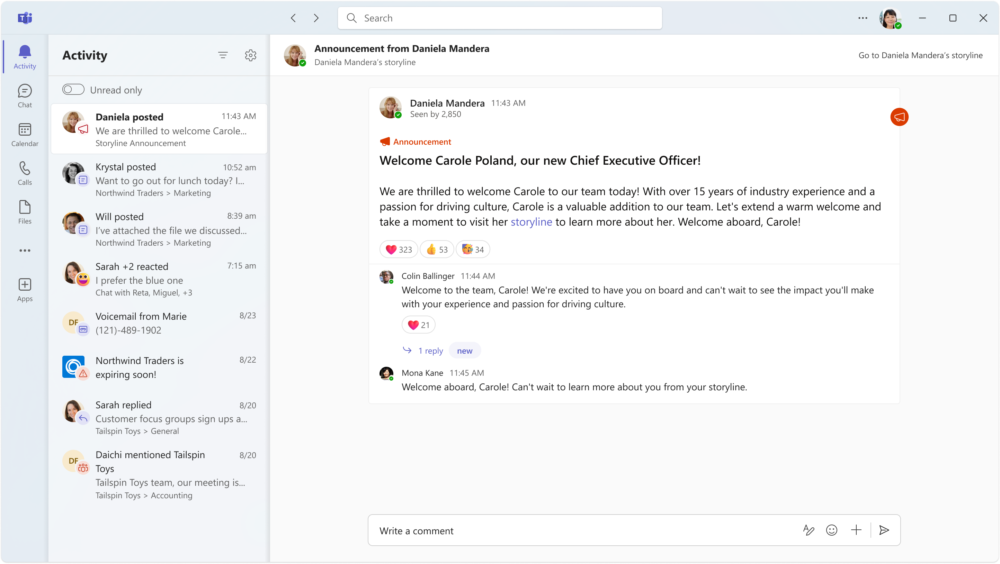 T
Search
Activity
Chat
Calendar
Calls
Files
Apps
Activity
Unread only
Daniela posted
11:43 AM
We are thrilled to welcome Carole...
Storyline Announcement
Krystal posted
10:52 am
Want to go out for lunch today? I...
Northwind Traders > Marketing
Will posted
8:39 am
I’ve attached the file we discussed...
Northwind Traders > Marketing
Sarah +2 reacted
7:15 am
I prefer the blue one
Chat with Reta, Miguel, +3
DF
Voicemail from Marie
8/23
(121)-489-1902
Northwind Traders is
8/22
expiring soon!
Sarah replied
8/20
Customer focus groups sign ups a...
Tailspin Toys > General
DF
Daichi mentioned Tailspin
8/20
Toys
Tailspin Toys team, our meeting is...
Tailspin Toys > Accounting
Announcement from Daniela Mandera
Daniela Mandera’s storyline
Go to Daniela Mandera’s storyline
Daniela Mandera 11:43 AM
Seen by 2,850
Announcement
Welcome Carole Poland, our new Chief Executive Officer!
We are thrilled to welcome Carole to our team today! With over 15 years of industry experience and a
passion for driving culture, Carole is a valuable addition to our team. Let's extend a warm welcome and
take a moment to visit her storyline to learn more about her. Welcome aboard, Carole!
323 53 34
Colin Ballinger 11:44 AM
Welcome to the team, Carole! We're excited to have you on board and can't wait to see the impact you'll make
with your experience and passion for driving culture.
21
1 reply new
Mona Kane 11:45 AM
Welcome aboard, Carole! Can't wait to learn more about you from your storyline.
Write a comment